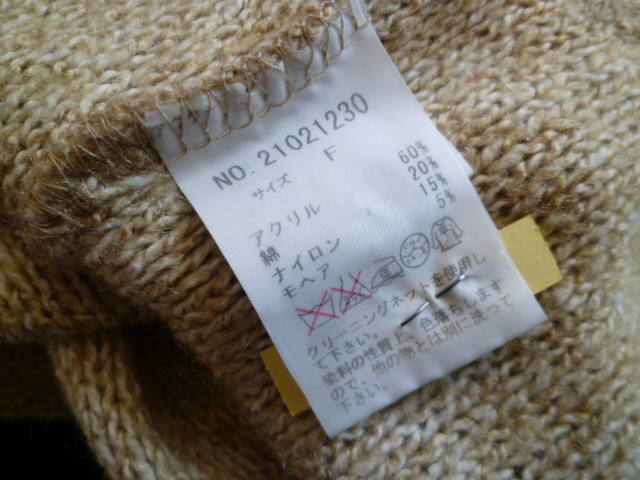 NO. 21021230
サイズ F
アクリル 60%
綿 20%
ナイロン 15%
モヘア 5%
クリーニングネットを使用し
て下さい。
染料の性質上、色落ちします
ので、他の物とは別に洗って
下さい。